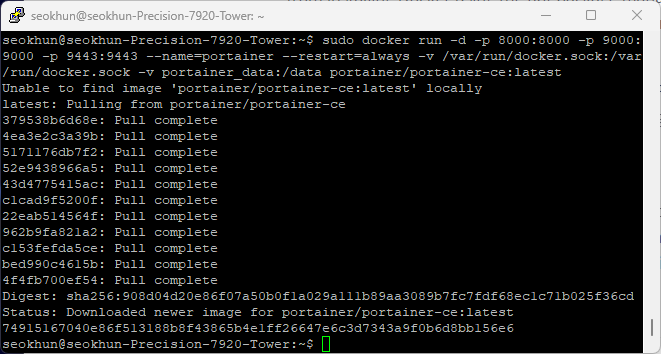 seokhun@seokhun-Precision-7920-Tower: ~
seokhun@seokhun-Precision-7920-Tower:~$ sudo docker run -d -p 8000:8000 -p 9000:
9000 -p 9443:9443 --name=portainer --restart=always -v /var/run/docker.sock:/var
/run/docker.sock -v portainer_data:/data portainer/portainer-ce:latest
Unable to find image 'portainer/portainer-ce:latest' locally
latest: Pulling from portainer/portainer-ce
379538b6d68e: Pull complete
4ea3e2c3a39b: Pull complete
5171176db7f2: Pull complete
52e9438966a5: Pull complete
43d4775415ac: Pull complete
c1cad9f5200f: Pull complete
22eab514564f: Pull complete
962b9fa821a2: Pull complete
c153fefda5ce: Pull complete
bed990c4615b: Pull complete
4f4fb700ef54: Pull complete
Digest: sha256:908d04d20e86f07a50b0f1a029a111b89aa3089b7fc7fdf68ec1c71b025f36cd
Status: Downloaded newer image for portainer/portainer-ce:latest
74915167040e86f513188b8f43865b4e1ff26647e6c3d7343a9f0b6d8bb156e6
seokhun@seokhun-Precision-7920-Tower:~$